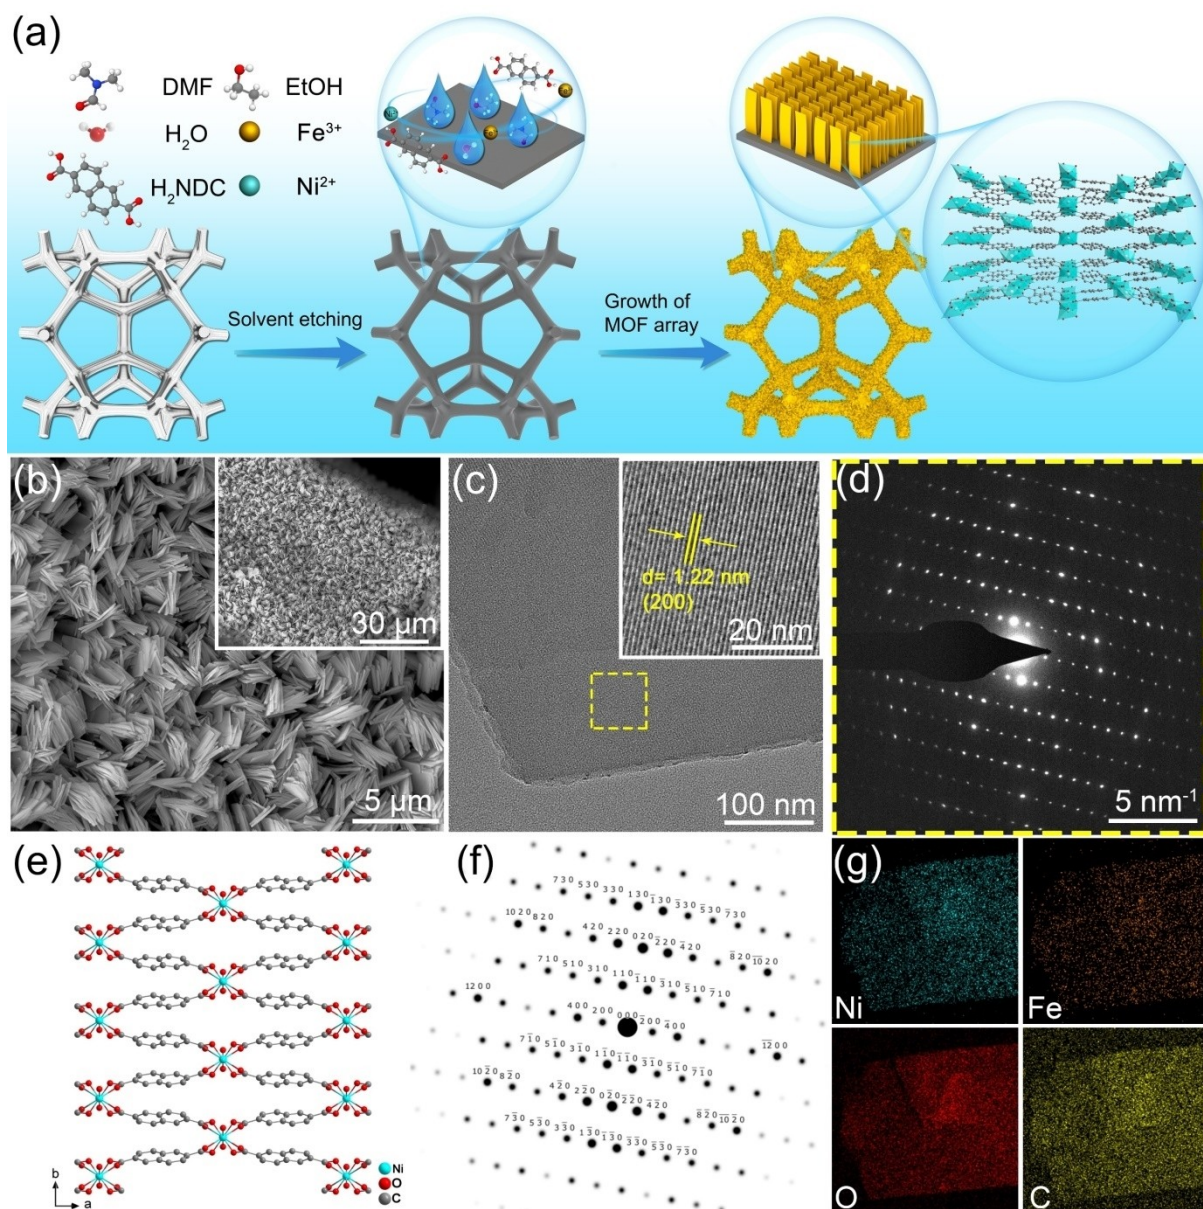 (a)
DMF
EtOH
H₂O
Fe³⁺
H₂NDC
Ni²⁺
Solvent etching
Growth of
MOF array
(b)
30 μm
5 μm
(c)
d= 1.22 nm
(200)
20 nm
100 nm
(d)
5 nm⁻¹
(e)
b
a
Ni
O
C
(f)
7 3 0 5 3 0 3 3 0 1 3 0 1̅ 3 0 3̅ 3 0 5̅ 3 0 7̅ 3 0
10 2 0 8 2 0 4 2 0 2 2 0 0 2 0 2̅ 2 0 4̅ 2 0 8̅ 2 0 1̅0̅ 2 0
7 1 0 5 1 0 3 1 0 1 1 0 1̅ 1 0 3̅ 1 0 5̅ 1 0 7̅ 1 0
12 0 0 4 0 0 2 0 0 0 0 0 2̅ 0 0 4̅ 0 0 1̅2̅ 0 0
7 1̅ 0 5 1̅ 0 3 1̅ 0 1 1̅ 0 1̅ 1̅ 0 3̅ 1̅ 0 5̅ 1̅ 0 7̅ 1̅ 0
10 2̅ 0 8 2̅ 0 4 2̅ 0 2 2̅ 0 0 2̅ 0 2̅ 2̅ 0 4̅ 2̅ 0 8̅ 2̅ 0 1̅0̅ 2̅ 0
7 3̅ 0 5 3̅ 0 3 3̅ 0 1 3̅ 0 1̅ 3̅ 0 3̅ 3̅ 0 5̅ 3̅ 0 7̅ 3̅ 0
(g)
Ni
Fe
O
C